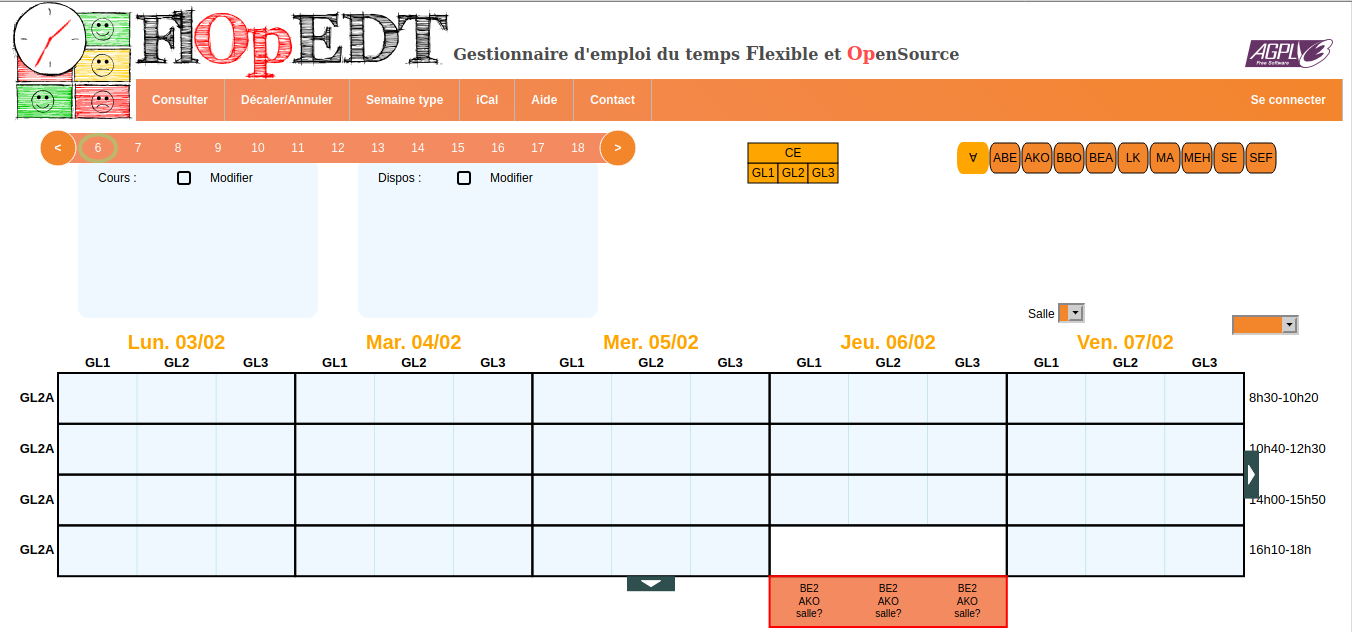 FlOpEDT Gestionnaire d'emploi du temps Flexible et OpenSource
AGPLv3
Free Software
Consulter Décaler/Annuler Semaine type iCal Aide Contact Se connecter
< 6 7 8 9 10 11 12 13 14 15 16 17 18 >
Cours : Modifier Dispos : Modifier
CE
GL1 GL2 GL3
∀ ABE AKO BBO BEA LK MA MEH SE SEF
Salle
Lun. 03/02 Mar. 04/02 Mer. 05/02 Jeu. 06/02 Ven. 07/02
GL1 GL2 GL3 GL1 GL2 GL3 GL1 GL2 GL3 GL1 GL2 GL3 GL1 GL2 GL3
GL2A 8h30-10h20
GL2A 10h40-12h30
GL2A 14h00-15h50
GL2A 16h10-18h
BE2 BE2 BE2
AKO AKO AKO
salle? salle? salle?